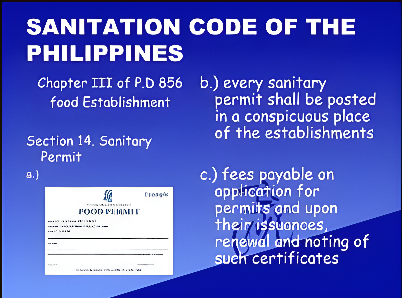 SANITATION CODE OF THE
PHILIPPINES
Chapter III of P.D 856
food Establishment
Section 14. Sanitary
Permit
a.)
FOOD PERMIT
b.) every sanitary
permit shall be posted
in a conspicuous place
of the establishments
c.) fees payable on
application for
permits and upon
their issuances,
renewal and noting of
such certificates